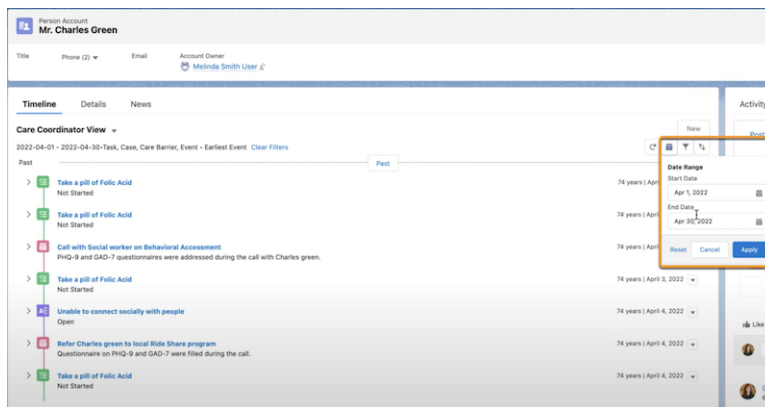 Person Account
Mr. Charles Green
Title
Phone (2)
Email
Account Owner
Melinda Smith User
Timeline
Details
News
Activity
Care Coordinator View
New
Post
2022-04-01 - 2022-04-30-Task, Case, Care Barrier, Event - Earliest Event Clear Filters
Past
Past
Date Range
Start Date
Apr 1, 2022
End Date
Apr 30, 2022
Reset
Cancel
Apply
Take a pill of Folic Acid
74 years |
Not Started
Take a pill of Folic Acid
74 years |
Not Started
Call with Social worker on Behavioral Assessment
74 years |
PHQ-9 and GAD-7 questionnaires were addressed during the call with Charles green.
Take a pill of Folic Acid
74 years | April 3, 2022
Not Started
Unable to connect socially with people
74 years | April 4, 2022
Open
Like
Refer Charles green to local Ride Share program
74 years | April 4, 2022
Questionnaire on PHQ-9 and GAD-7 were filled during the call.
Take a pill of Folic Acid
74 years | April 4, 2022
Not Started